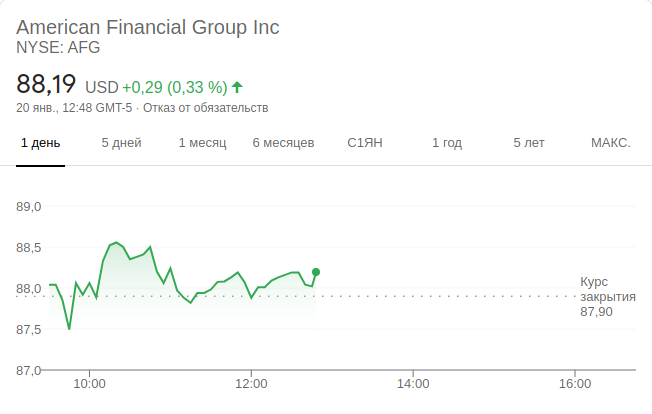 American Financial Group Inc
NYSE: AFG
88,19 USD +0,29 (0,33 %)
20 янв., 12:48 GMT-5 · Отказ от обязательств
1 день 5 дней 1 месяц 6 месяцев С1ЯН 1 год 5 лет МАКС.
89,0
88,5
88,0
87,5
87,0
Курс
закрытия
87,90
10:00 12:00 14:00 16:00